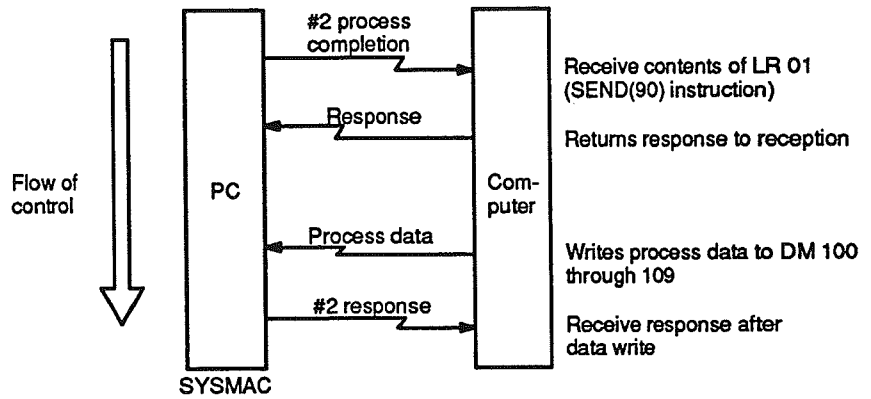 #2 process
completion
Receive contents of LR 01
(SEND(90) instruction)
Response
Returns response to reception
Flow of
control
PC
Com-
puter
Process data
Writes process data to DM 100
through 109
#2 response
Receive response after
data write
SYSMAC